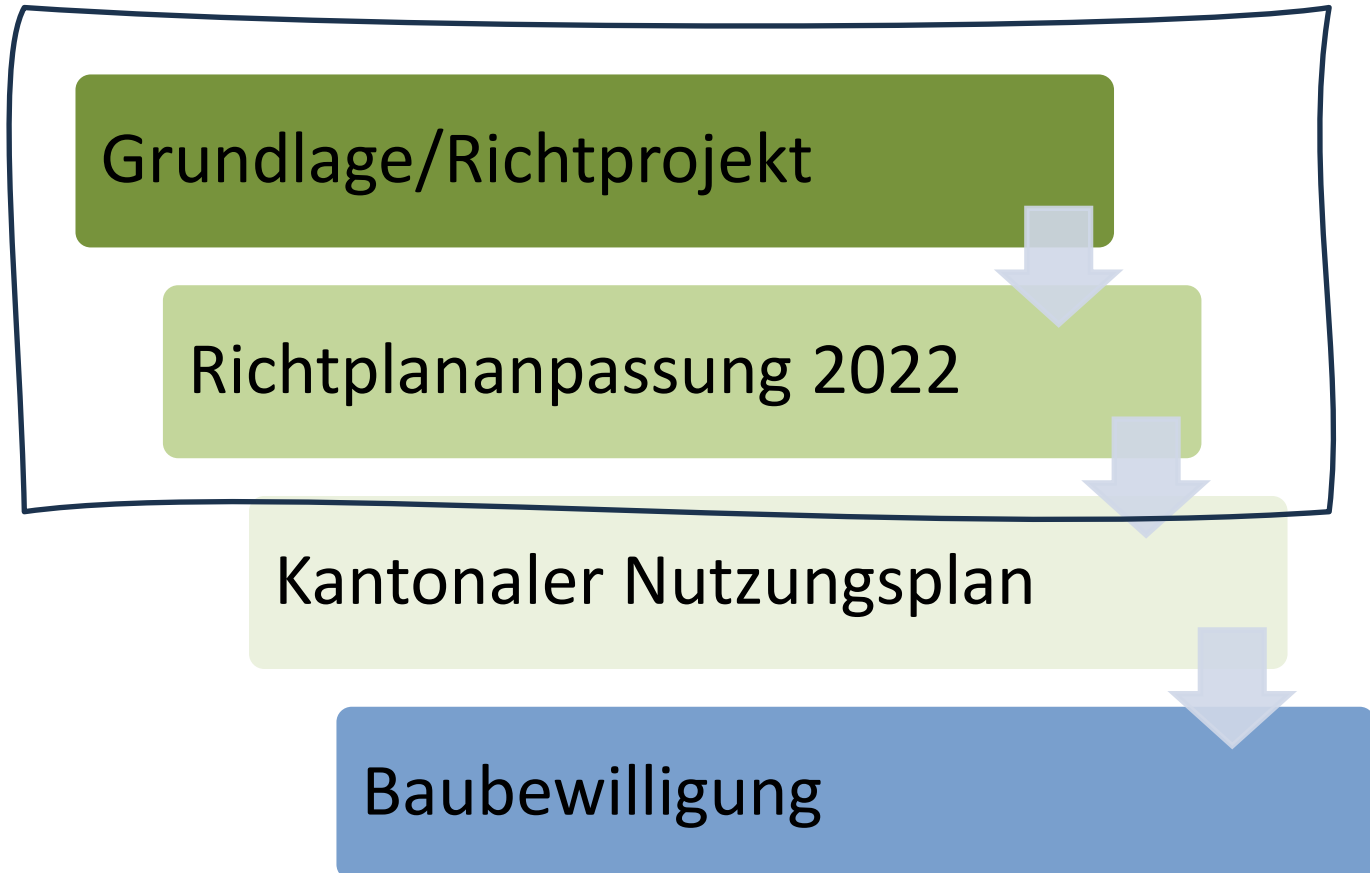 Grundlage/Richtprojekt
Richtplananpassung 2022
Kantonaler Nutzungsplan
Baubewilligung